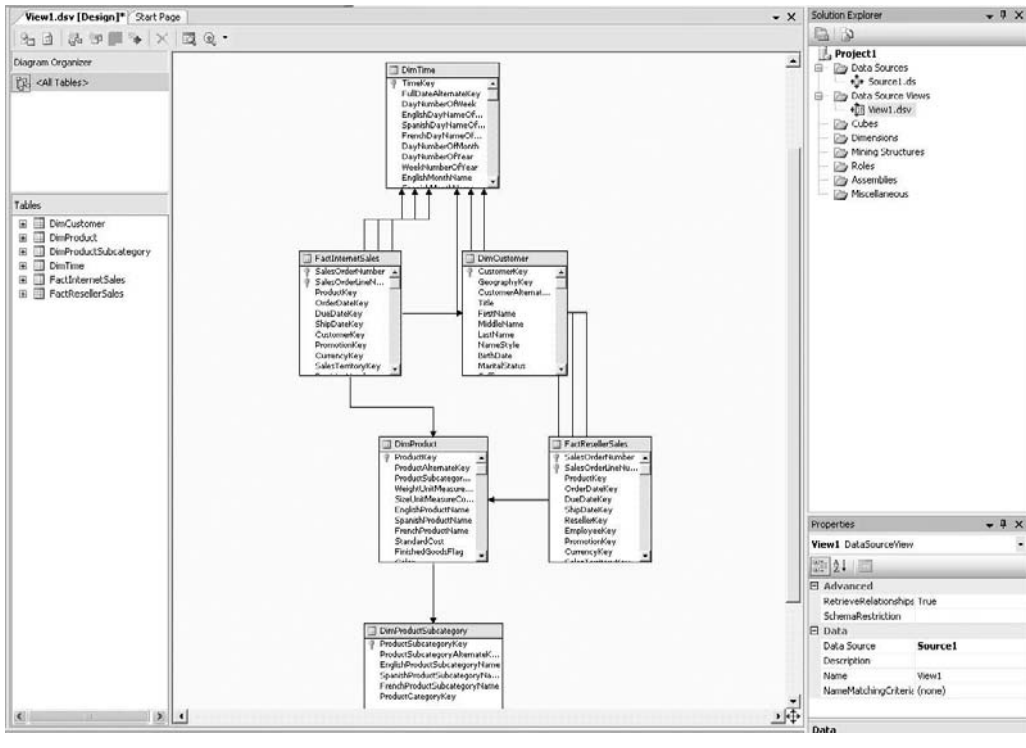 View1.dsv [Design]* Start Page
Diagram Organizer
<All Tables>
Tables
DimCustomer
DimProduct
DimProductSubcategory
DimTime
FactInternetSales
FactResellerSales
DimTime
TimeKey
FullDateAlternateKey
DayNumberOfWeek
EnglishDayNameOf...
SpanishDayNameOf...
FrenchDayNameOf...
DayNumberOfMonth
DayNumberOfYear
WeekNumberOfYear
EnglishMonthName
FactInternetSales
SalesOrderNumber
SalesOrderLineN...
ProductKey
OrderDateKey
DueDateKey
ShipDateKey
CustomerKey
PromotionKey
CurrencyKey
SalesTerritoryKey
DimCustomer
CustomerKey
GeographyKey
CustomerAlternat...
Title
FirstName
MiddleName
LastName
NameStyle
BirthDate
MaritalStatus
DimProduct
ProductKey
ProductAlternateKey
ProductSubcategor...
WeightUnitMeasure...
SizeUnitMeasureCo...
EnglishProductName
SpanishProductName
FrenchProductName
StandardCost
FinishedGoodsFlag
FactResellerSales
SalesOrderNumber
SalesOrderLineNu...
ProductKey
OrderDateKey
DueDateKey
ShipDateKey
ResellerKey
EmployeeKey
PromotionKey
CurrencyKey
SalesTerritoryKey
DimProductSubcategory
ProductSubcategoryKey
ProductSubcategoryAlternateK...
EnglishProductSubcategoryName
SpanishProductSubcategoryNa...
FrenchProductSubcategoryName
ProductCategoryKey
Solution Explorer
Project1
Data Sources
Source1.ds
Data Source Views
View1.dsv
Cubes
Dimensions
Mining Structures
Roles
Assemblies
Miscellaneous
Properties
View1 DataSourceView
Advanced
RetrieveRelationships True
SchemaRestriction
Data
Data Source Source1
Description
Name View1
NameMatchingCriteria (none)
Data